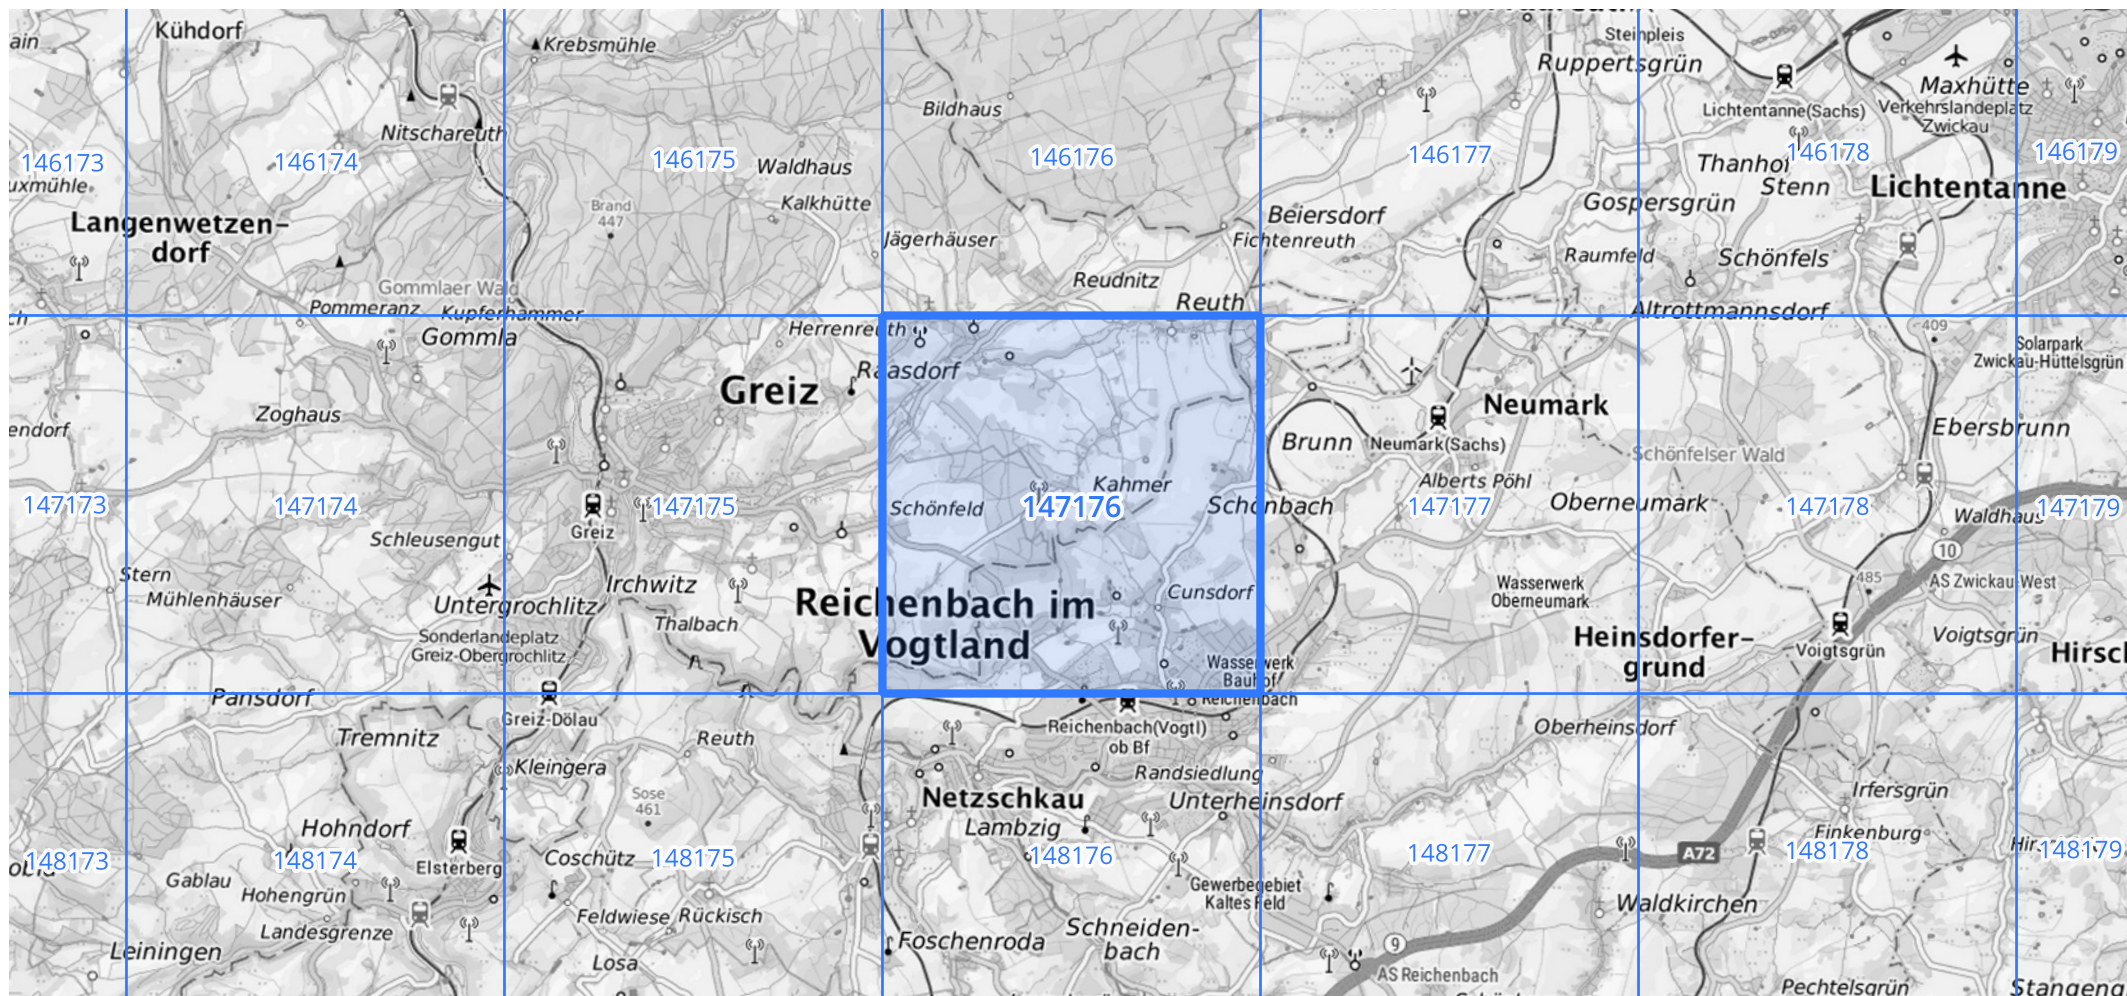 Kühdorf
Krebsmühle
Steinpleis
Ruppertsgrün
Maxhütte
Bildhaus
Lichtentanne(Sachs)
Verkehrslandeplatz
Zwickau
Nitschareuth
146173
146174
146175
146176
146177
146178
146179
Waldhaus
Thanhof
Stenn
Lichtentanne
uxmühle
Kalkhütte
Gospersgrün
Brand
447
Beiersdorf
Langenwetzen-
dorf
Jägerhäuser
Fichtenreuth
Raumfeld
Schönfels
Gommlaer Wald
Reudnitz
Reuth
Pommeranz
Kupferhammer
Altrottmannsdorf
Gommla
Herrenreuth
409
Solarpark
Zwickau-Hüttelsgrün
Raasdorf
Greiz
Neumark
Zoghaus
endorf
Brunn
Neumark(Sachs)
Ebersbrunn
Schönfelser Wald
Kahmer
Alberts Pöhl
147173
147174
147175
Schönfeld
147176
Schönbach
147177
Oberneumark
147178
Waldhaus
147179
Greiz
Schleusengut
10
AS Zwickau-West
Stern
Mühlenhäuser
Irchwitz
485
Wasserwerk
Oberneumark
Cunsdorf
Untergrochlitz
Reichenbach im
Vogtland
Thalbach
Sonderlandeplatz
Greiz-Obergrochlitz
Heinsdorfer-
grund
Voigtsgrün
Voigtsgrün
Hirsch
Wasserwerk
Bauhof
Reichenbach
Pansdorf
Greiz-Dölau
Reichenbach(Vogtl)
ob Bf
Oberheinsdorf
Tremnitz
Reuth
Kleingera
Randsiedlung
Irfersgrün
Sose
461
Netzschkau
Unterheinsdorf
Hohndorf
Lambzig
Finkenburg
148173
148174
148175
148176
148177
A72
148178
148179
Coschütz
Elsterberg
Gablau
Hohengrün
Gewerbegebiet
Kaltes Feld
Feldwiese
Rückisch
Waldkirchen
Landesgrenze
Schneiden-
bach
Foschenroda
9
Leiningen
Losa
AS Reichenbach
Pechtelsgrün
Stangeng